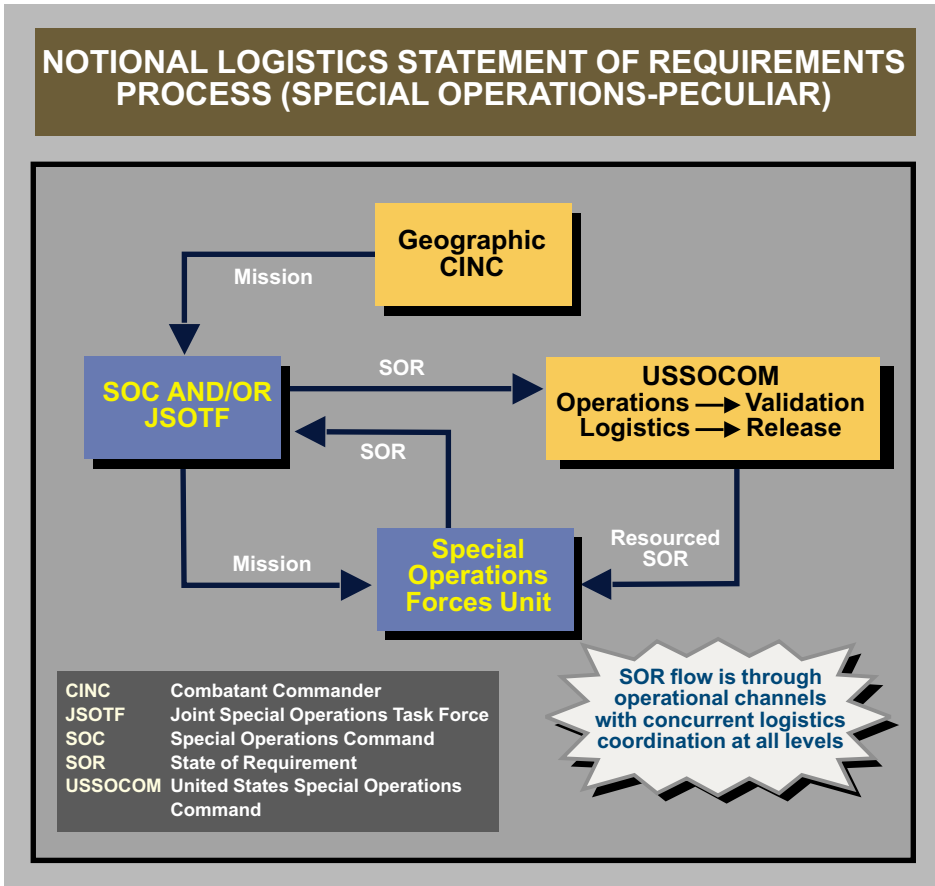 NOTIONAL LOGISTICS STATEMENT OF REQUIREMENTS
PROCESS (SPECIAL OPERATIONS-PECULIAR)
Geographic
CINC
Mission
SOC AND/OR
JSOTF
SOR
USSOCOM
Operations → Validation
Logistics → Release
SOR
Mission
Special
Operations
Forces Unit
Resourced
SOR
CINC Combatant Commander
JSOTF Joint Special Operations Task Force
SOC Special Operations Command
SOR State of Requirement
USSOCOM United States Special Operations
Command
SOR flow is through
operational channels
with concurrent logistics
coordination at all levels